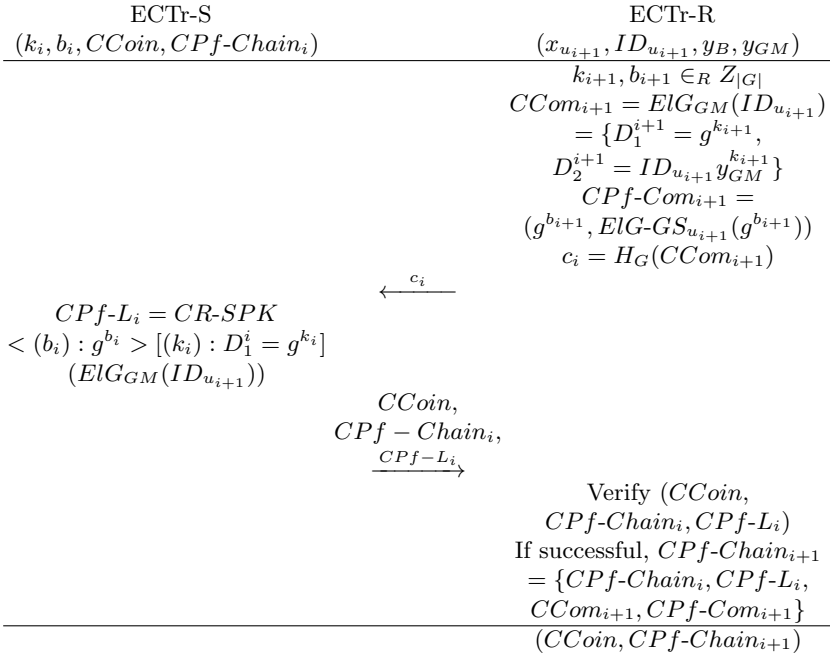 ECTr-S ECTr-R
(k_i, b_i, CCoin, CPf-Chain_i) (x_{u_{i+1}}, ID_{u_{i+1}}, y_B, y_{GM})
k_{i+1}, b_{i+1} ∈_R Z_{|G|}
CCom_{i+1} = ElG_{GM}(ID_{u_{i+1}})
= {D_1^{i+1} = g^{k_{i+1}},
D_2^{i+1} = ID_{u_{i+1}} y_{GM}^{k_{i+1}}}
CPf-Com_{i+1} =
(g^{b_{i+1}}, ElG-GS_{u_{i+1}}(g^{b_{i+1}}))
c_i = H_G(CCom_{i+1})
c_i
←
CPf-L_i = CR-SPK
< (b_i) : g^{b_i} > [(k_i) : D_1^i = g^{k_i}]
(ElG_{GM}(ID_{u_{i+1}}))
CCoin,
CPf − Chain_i,
CPf−L_i
→
Verify (CCoin,
CPf-Chain_i, CPf-L_i)
If successful, CPf-Chain_{i+1}
= {CPf-Chain_i, CPf-L_i,
CCom_{i+1}, CPf-Com_{i+1}}
(CCoin, CPf-Chain_{i+1})